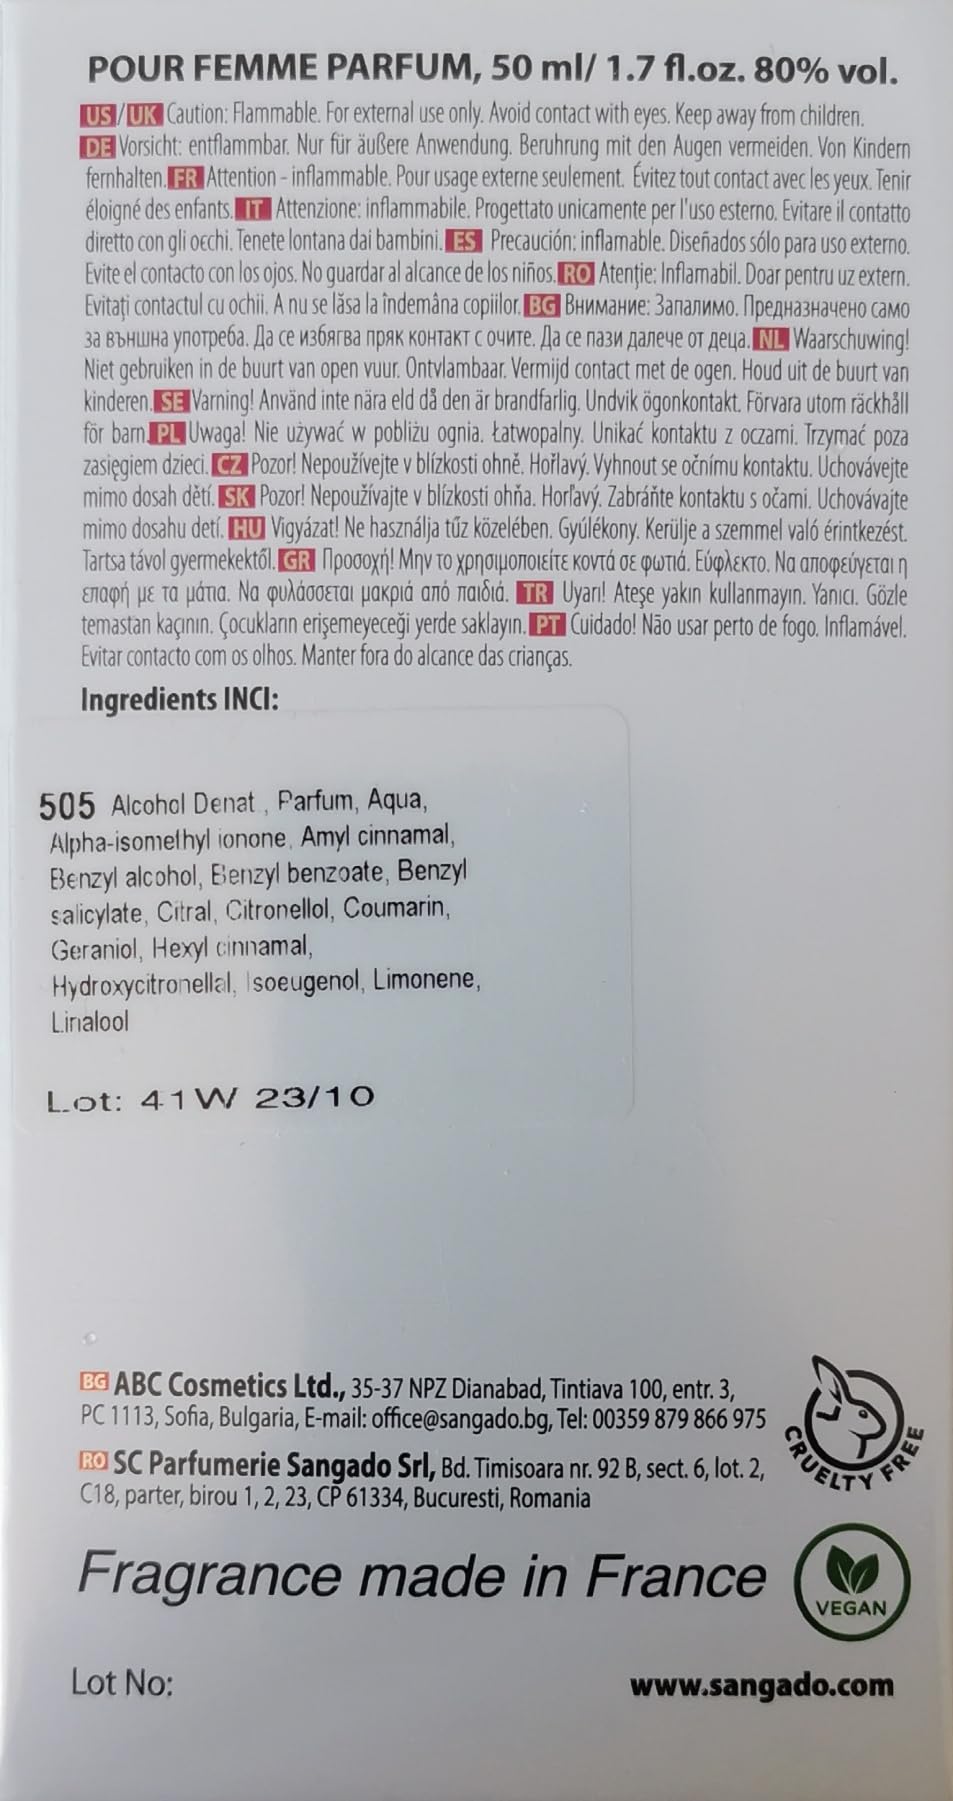 POUR FEMME PARFUM, 50 ml/ 1.7 fl.oz. 80% vol.
US/UK Caution: Flammable. For external use only. Avoid contact with eyes. Keep away from children.
DE Vorsicht: entflammbar. Nur für äußere Anwendung. Beruhrung mit den Augen vermeiden. Von Kindern
fernhalten. FR Attention - inflammable. Pour usage externe seulement. Évitez tout contact avec les yeux. Tenir
éloigné des enfants. IT Attenzione: inflammabile. Progettato unicamente per l'uso esterno. Evitare il contatto
diretto con gli occhi. Tenete lontana dai bambini. ES Precaución: inflamable. Diseñados sólo para uso externo.
Evite el contacto con los ojos. No guardar al alcance de los niños. RO Atenție: Inflamabil. Doar pentru uz extern.
Evitați contactul cu ochii. A nu se lăsa la îndemâna copiilor. BG Внимание: Запалимо. Предназначено само
за външна употреба. Да се избягва пряк контакт с очите. Да се пази далече от деца. NL Waarschuwing!
Niet gebruiken in de buurt van open vuur. Ontvlambaar. Vermijd contact met de ogen. Houd uit de buurt van
kinderen. SE Varning! Använd inte nära eld då den är brandfarlig. Undvik ögonkontakt. Förvara utom räckhåll
för barn. PL Uwaga! Nie używać w pobliżu ognia. Łatwopalny. Unikać kontaktu z oczami. Trzymać poza
zasięgiem dzieci. CZ Pozor! Nepoužívejte v blízkosti ohně. Hořlavý. Vyhnout se očnímu kontaktu. Uchovávejte
mimo dosah dětí. SK Pozor! Nepoužívajte v blízkosti ohňa. Horľavý. Zabráňte kontaktu s očami. Uchovávajte
mimo dosahu detí. HU Vigyázat! Ne használja tűz közelében. Gyúlékony. Kerülje a szemmel való érintkezést.
Tartsa távol gyermekektől. GR Προσοχή! Μην το χρησιμοποιείτε κοντά σε φωτιά. Εύφλεκτο. Να αποφεύγεται η
επαφή με τα μάτια. Να φυλάσσεται μακριά από παιδιά. TR Uyarı! Ateşe yakın kullanmayın. Yanıcı. Gözle
temastan kaçının. Çocukların erişemeyeceği yerde saklayın. PT Cuidado! Não usar perto de fogo. Inflamável.
Evitar contacto com os olhos. Manter fora do alcance das crianças.
Ingredients INCI:
505 Alcohol Denat , Parfum, Aqua,
Alpha-isomethyl ionone, Amyl cinnamal,
Benzyl alcohol, Benzyl benzoate, Benzyl
salicylate, Citral, Citronellol, Coumarin,
Geraniol, Hexyl cinnamal,
Hydroxycitronellal, Isoeugenol, Limonene,
Linalool
Lot: 41W 23/10
BG ABC Cosmetics Ltd., 35-37 NPZ Dianabad, Tintiava 100, entr. 3,
PC 1113, Sofia, Bulgaria, E-mail: office@sangado.bg, Tel: 00359 879 866 975
RO SC Parfumerie Sangado Srl, Bd. Timisoara nr. 92 B, sect. 6, lot. 2,
C18, parter, birou 1, 2, 23, CP 61334, Bucuresti, Romania
CRUELTY FREE
Fragrance made in France
VEGAN
Lot No:
www.sangado.com